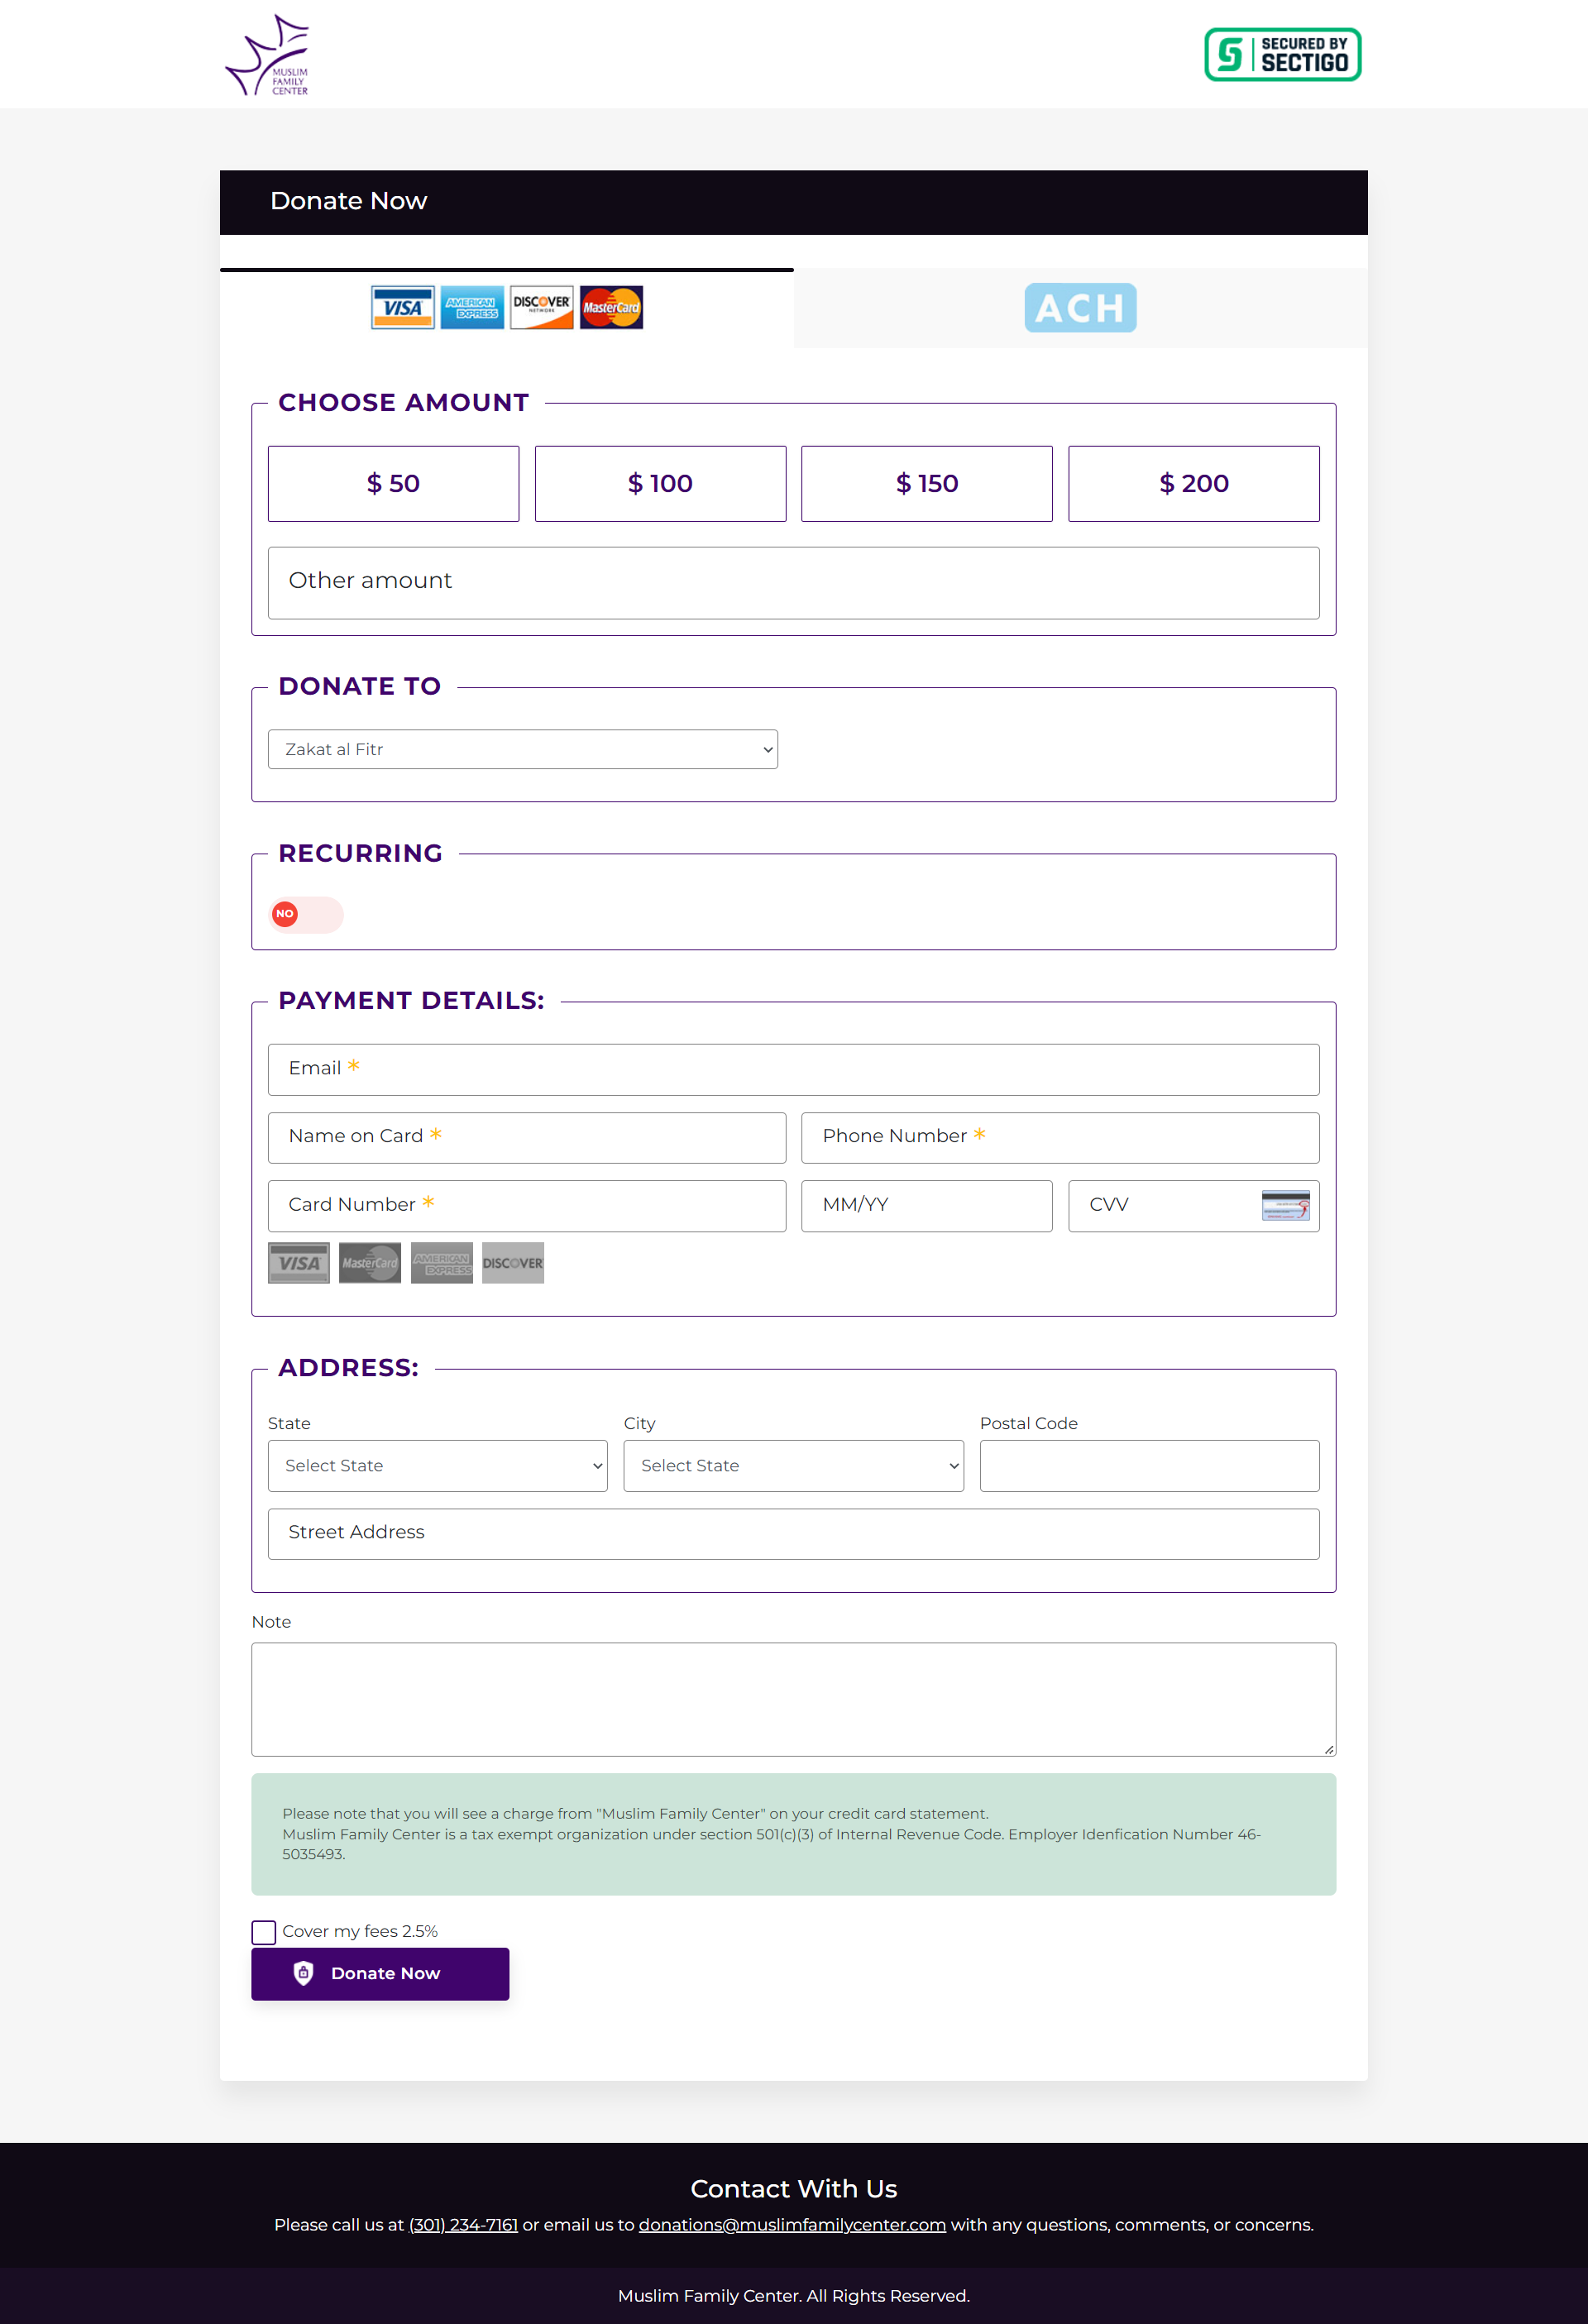 MUSLIM
FAMILY
CENTER
SECURED BY
SECTIGO
Donate Now
VISA
AMERICAN
EXPRESS
DISCOVER
NETWORK
MasterCard
ACH
CHOOSE AMOUNT
$ 50
$ 100
$ 150
$ 200
Other amount
DONATE TO
Zakat al Fitr
RECURRING
NO
PAYMENT DETAILS:
Email *
Name on Card *
Phone Number *
Card Number *
MM/YY
CVV
VISA
MasterCard
AMERICAN
EXPRESS
DISCOVER
ADDRESS:
State
City
Postal Code
Select State
Select State
Street Address
Note
Please note that you will see a charge from "Muslim Family Center" on your credit card statement.
Muslim Family Center is a tax exempt organization under section 501(c)(3) of Internal Revenue Code. Employer Idenfication Number 46-
5035493.
Cover my fees 2.5%
Donate Now
Contact With Us
Please call us at (301) 234-7161 or email us to donations@muslimfamilycenter.com with any questions, comments, or concerns.
Muslim Family Center. All Rights Reserved.